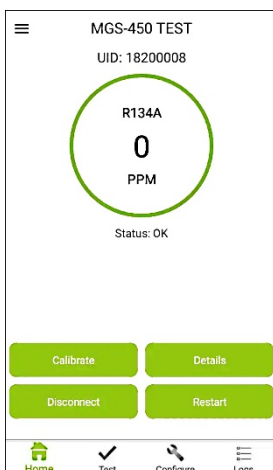 MGS-450 TEST
UID: 18200008
R134A
0
PPM
Status: OK
Calibrate Details
Disconnect Restart
Home Test Configure Logs